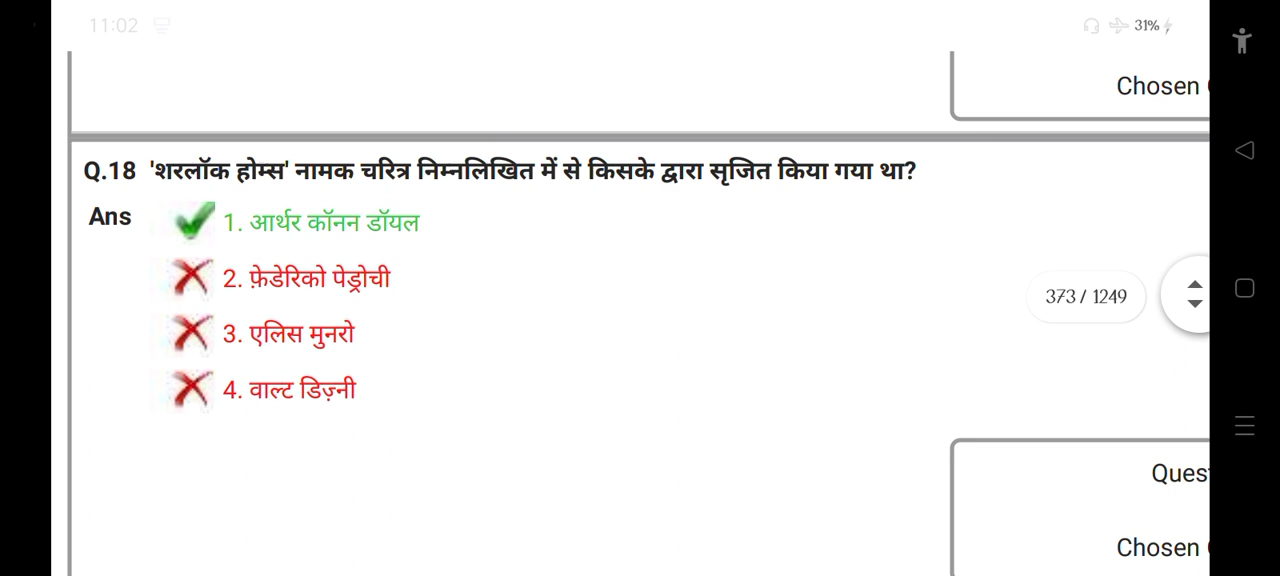 11:02
31%
Chosen
Q.18 'शरलॉक होम्स' नामक चरित्र निम्नलिखित में से किसके द्वारा सृजित किया गया था?
Ans
1. आर्थर कॉनन डॉयल
2. फ़ेडेरिको पेड्रोची
3. एलिस मुनरो
4. वाल्ट डिज़्नी
373 / 1249
Ques
Chosen